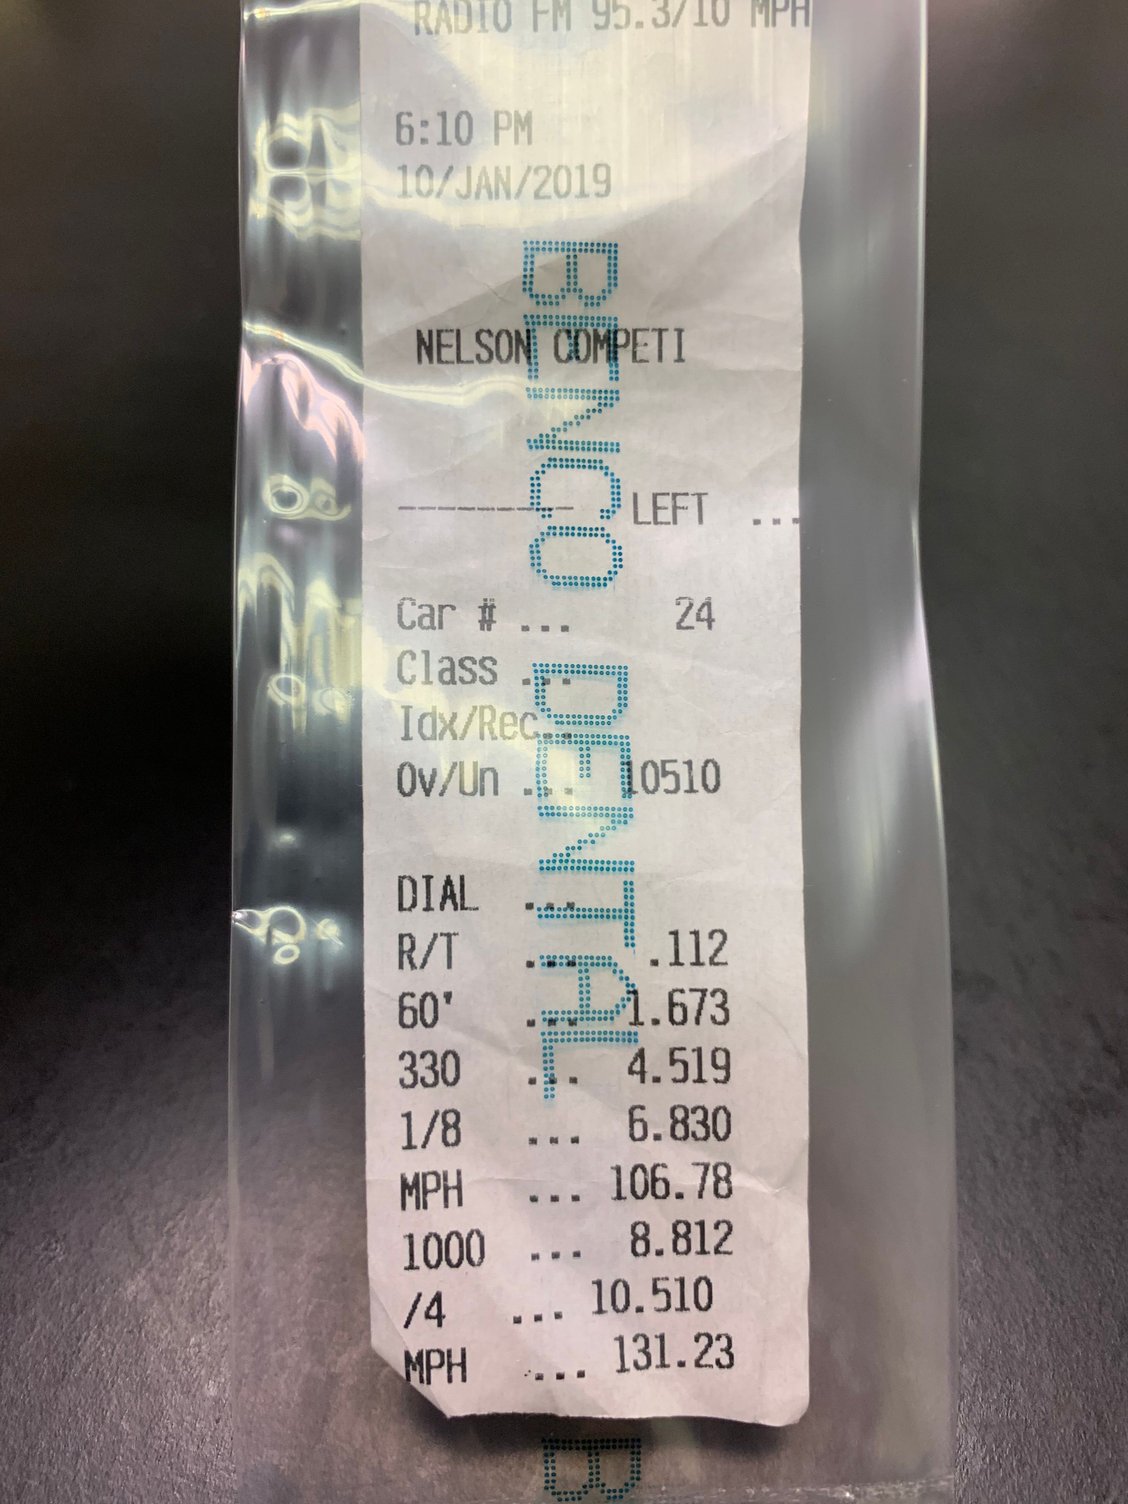 RADIO FM 95.3/10 MPH
6:10 PM
10/JAN/2019
NELSON COMPETI
----------- LEFT ...
Car # ... 24
Class ...
Idx/Rec...
Ov/Un ... 10510
DIAL ...
R/T ... .112
60' ... 1.673
330 ... 4.519
1/8 ... 6.830
MPH ... 106.78
1000 ... 8.812
/4 ... 10.510
MPH ... 131.23
BENCO DENTAL
B